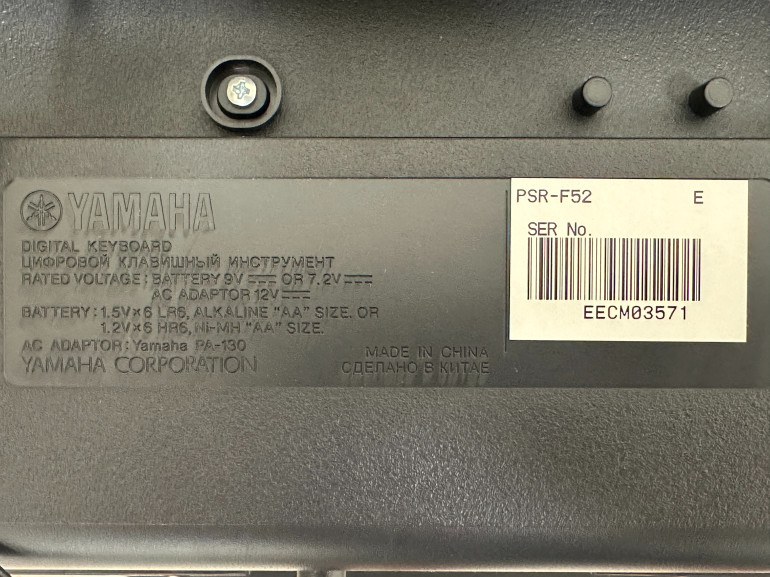 YAMAHA
DIGITAL KEYBOARD
ЦИФРОВОЙ КЛАВИШНЫЙ ИНСТРУМЕНТ
RATED VOLTAGE : BATTERY 9V ⎓ OR 7.2V ⎓
AC ADAPTOR 12V ⎓
BATTERY : 1.5V×6 LR6, ALKALINE "AA" SIZE. OR
1.2V×6 HR6, Ni-MH "AA" SIZE.
AC ADAPTOR : Yamaha PA-130
YAMAHA CORPORATION
MADE IN CHINA
СДЕЛАНО В КИТАЕ
PSR-F52 E
SER No.
EECM03571